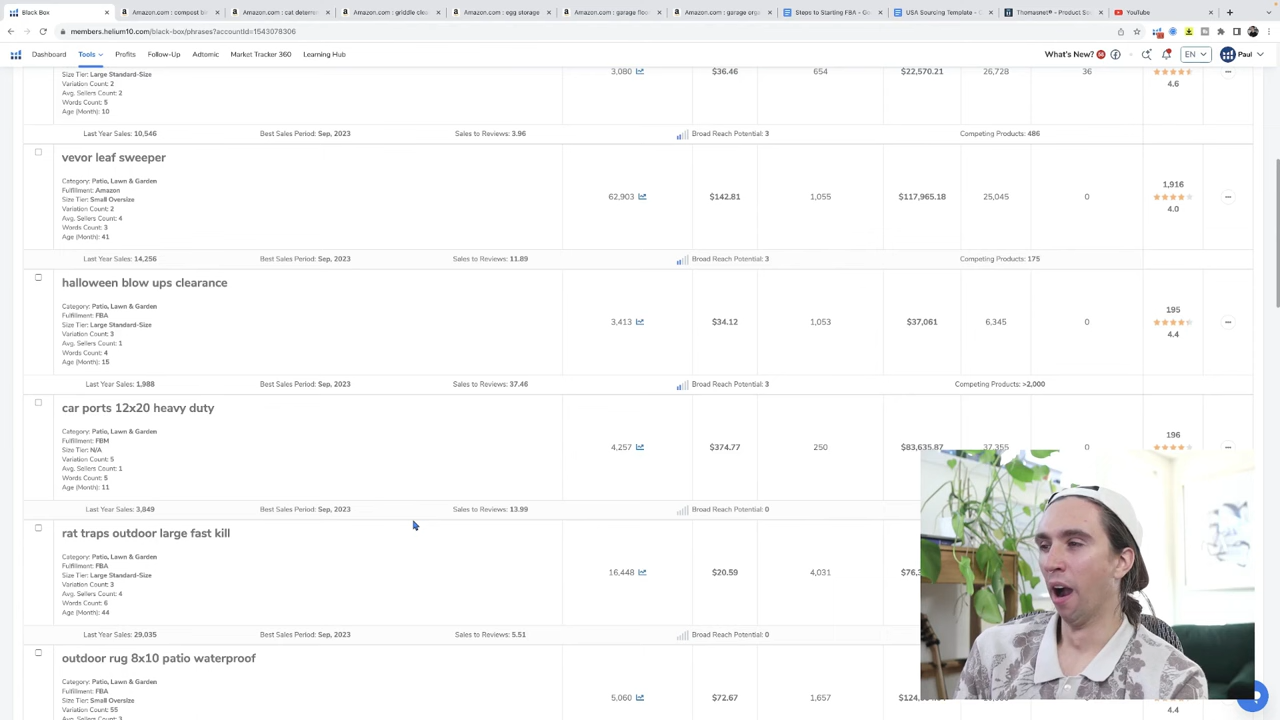 Black Box
Amazon.com : compost bin
Amazon.com : cat deterren
Amazon.com : griddle clea
Amazon.com : egg storage
Amazon.com : garage floo
Amazon.com : garage orga
Steps to Starting FBA - G
USA Sourcing Template -
Thomasnet® - Product So
YouTube
members.helium10.com/black-box/phrases?accountId=1543078306
Dashboard Tools Profits Follow-Up Adtomic Market Tracker 360 Learning Hub What's New? EN Paul
Size Tier: Large Standard-Size
Variation Count: 2
Avg. Sellers Count: 2
Words Count: 5
Age (Month): 10
3,080 $36.46 654 $22,570.21 26,728 36
4.6
Last Year Sales: 10,546 Best Sales Period: Sep, 2023 Sales to Reviews: 3.96 Broad Reach Potential: 3 Competing Products: 486
vevor leaf sweeper
Category: Patio, Lawn & Garden
Fulfillment: Amazon
Size Tier: Small Oversize
Variation Count: 2
Avg. Sellers Count: 4
Words Count: 3
Age (Month): 41
62,903 $142.81 1,055 $117,965.18 25,045 0
1,916
4.0
Last Year Sales: 14,256 Best Sales Period: Sep, 2023 Sales to Reviews: 11.89 Broad Reach Potential: 3 Competing Products: 175
halloween blow ups clearance
Category: Patio, Lawn & Garden
Fulfillment: FBA
Size Tier: Large Standard-Size
Variation Count: 3
Avg. Sellers Count: 1
Words Count: 4
Age (Month): 15
3,413 $34.12 1,053 $37,061 6,345 0
195
4.4
Last Year Sales: 1,988 Best Sales Period: Sep, 2023 Sales to Reviews: 37.46 Broad Reach Potential: 3 Competing Products: >2,000
car ports 12x20 heavy duty
Category: Patio, Lawn & Garden
Fulfillment: FBM
Size Tier: N/A
Variation Count: 5
Avg. Sellers Count: 1
Words Count: 5
Age (Month): 11
4,257 $374.77 250 $83,635.87 37,355 0
196
Last Year Sales: 3,849 Best Sales Period: Sep, 2023 Sales to Reviews: 13.99 Broad Reach Potential: 0
rat traps outdoor large fast kill
Category: Patio, Lawn & Garden
Fulfillment: FBA
Size Tier: Large Standard-Size
Variation Count: 3
Avg. Sellers Count: 4
Words Count: 6
Age (Month): 44
16,448 $20.59 4,031
Last Year Sales: 29,035 Best Sales Period: Sep, 2023 Sales to Reviews: 5.51 Broad Reach Potential: 0
outdoor rug 8x10 patio waterproof
Category: Patio, Lawn & Garden
Fulfillment: FBA
Size Tier: Small Oversize
Variation Count: 55
5,060 $72.67
4.4